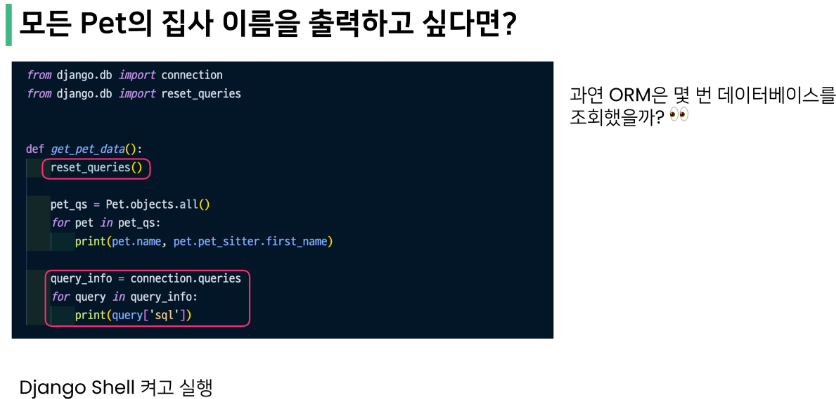 모든 Pet의 집사 이름을 출력하고 싶다면?
from django.db import connection
from django.db import reset_queries
def get_pet_data():
reset_queries()
pet_qs = Pet.objects.all()
for pet in pet_qs:
print(pet.name, pet.pet_sitter.first_name)
query_info = connection.queries
for query in query_info:
print(query['sql'])
과연 ORM은 몇 번 데이터베이스를
조회했을까? 👀
Django Shell 켜고 실행